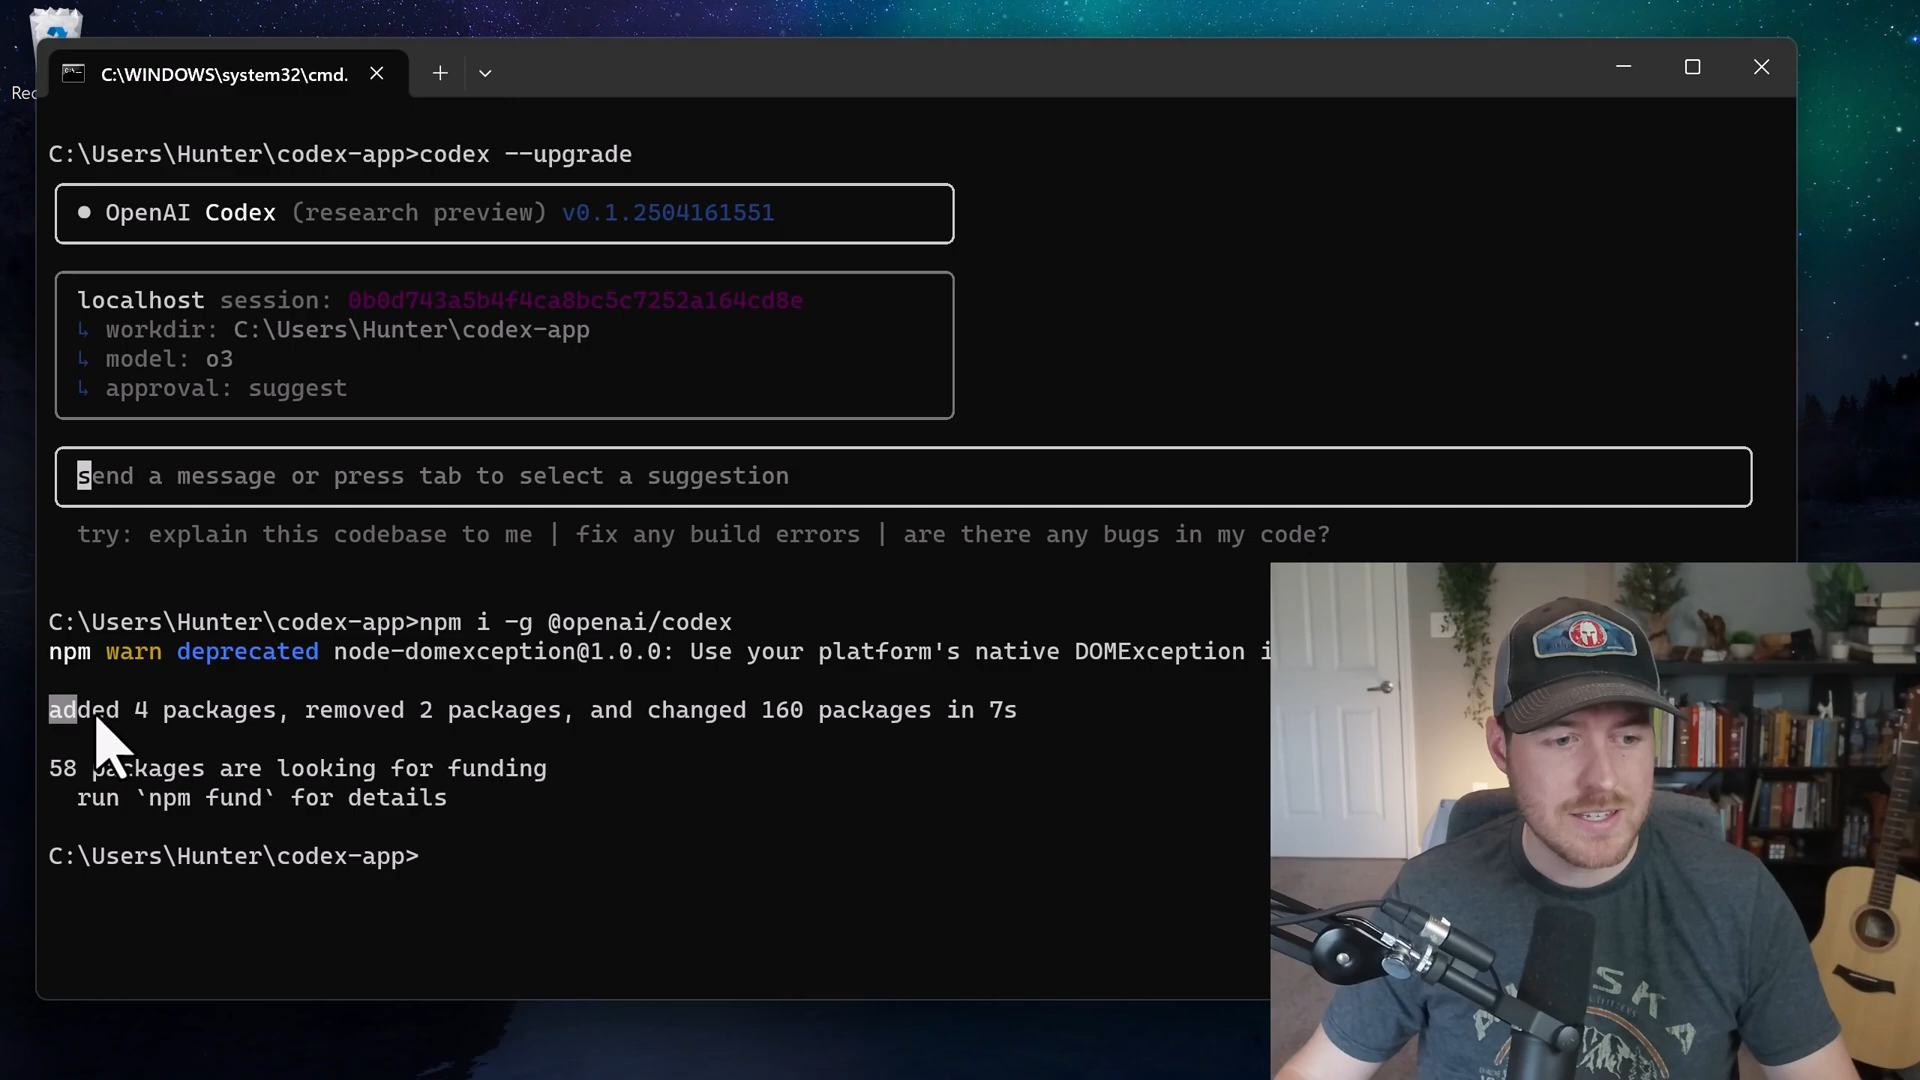 Rec
C:\WINDOWS\system32\cmd.
C:\Users\Hunter\codex-app>codex --upgrade
● OpenAI Codex (research preview) v0.1.2504161551
localhost session: 0b0d743a5b4f4ca8bc5c7252a164cd8e
↳ workdir: C:\Users\Hunter\codex-app
↳ model: o3
↳ approval: suggest
send a message or press tab to select a suggestion
try: explain this codebase to me | fix any build errors | are there any bugs in my code?
C:\Users\Hunter\codex-app>npm i -g @openai/codex
npm warn deprecated node-domexception@1.0.0: Use your platform's native DOMException i
added 4 packages, removed 2 packages, and changed 160 packages in 7s
58 packages are looking for funding
run `npm fund` for details
C:\Users\Hunter\codex-app>